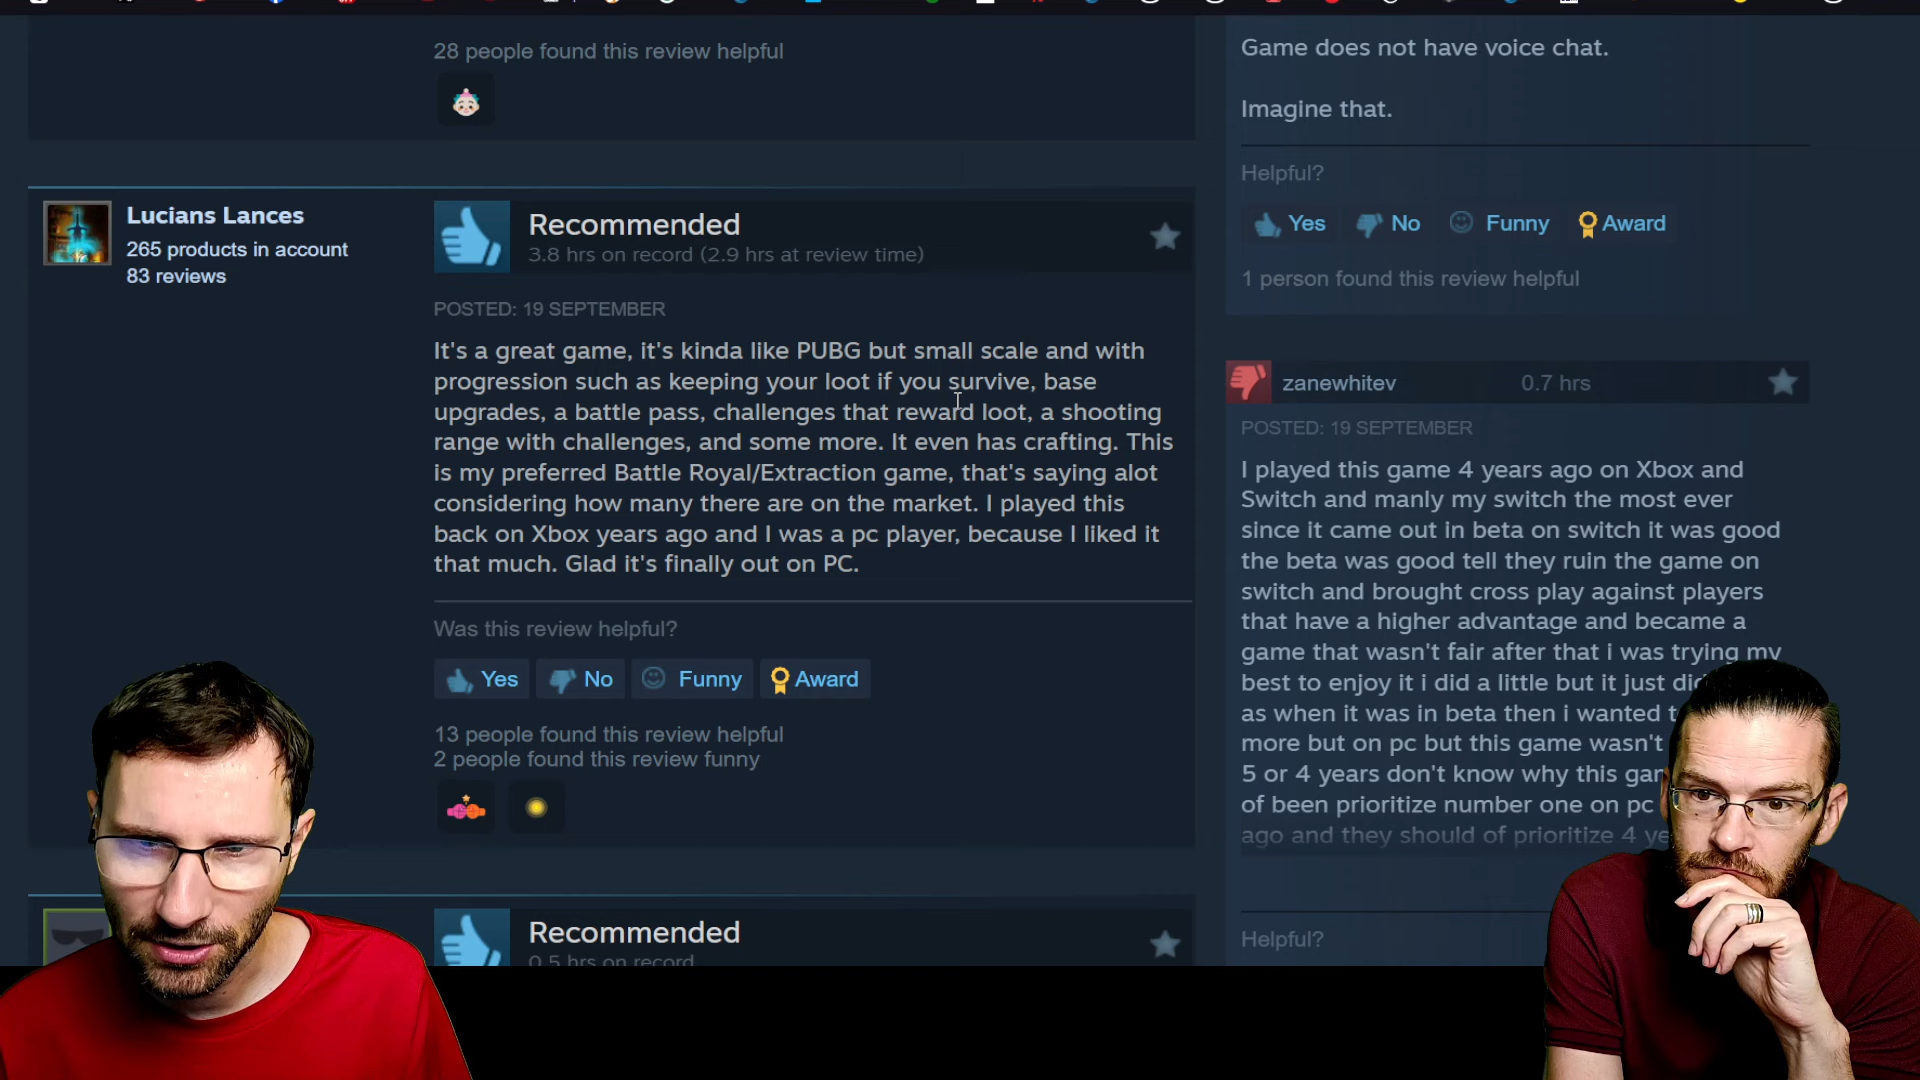 28 people found this review helpful
Lucians Lances
265 products in account
83 reviews
Recommended
3.8 hrs on record (2.9 hrs at review time)
POSTED: 19 SEPTEMBER
It's a great game, it's kinda like PUBG but small scale and with
progression such as keeping your loot if you survive, base
upgrades, a battle pass, challenges that reward loot, a shooting
range with challenges, and some more. It even has crafting. This
is my preferred Battle Royal/Extraction game, that's saying alot
considering how many there are on the market. I played this
back on Xbox years ago and I was a pc player, because I liked it
that much. Glad it's finally out on PC.
Was this review helpful?
Yes
No
Funny
Award
13 people found this review helpful
2 people found this review funny
Recommended
0.5 hrs on record
Game does not have voice chat.
Imagine that.
Helpful?
Yes
No
Funny
Award
1 person found this review helpful
zanewhitev
0.7 hrs
POSTED: 19 SEPTEMBER
I played this game 4 years ago on Xbox and
Switch and manly my switch the most ever
since it came out in beta on switch it was good
the beta was good tell they ruin the game on
switch and brought cross play against players
that have a higher advantage and became a
game that wasn't fair after that i was trying my
best to enjoy it i did a little but it just
as when it was in beta then i wanted
more but on pc but this game wasn't
5 or 4 years don't know why this
of been prioritize number one on pc
ago and they should of prioritize 4
Helpful?